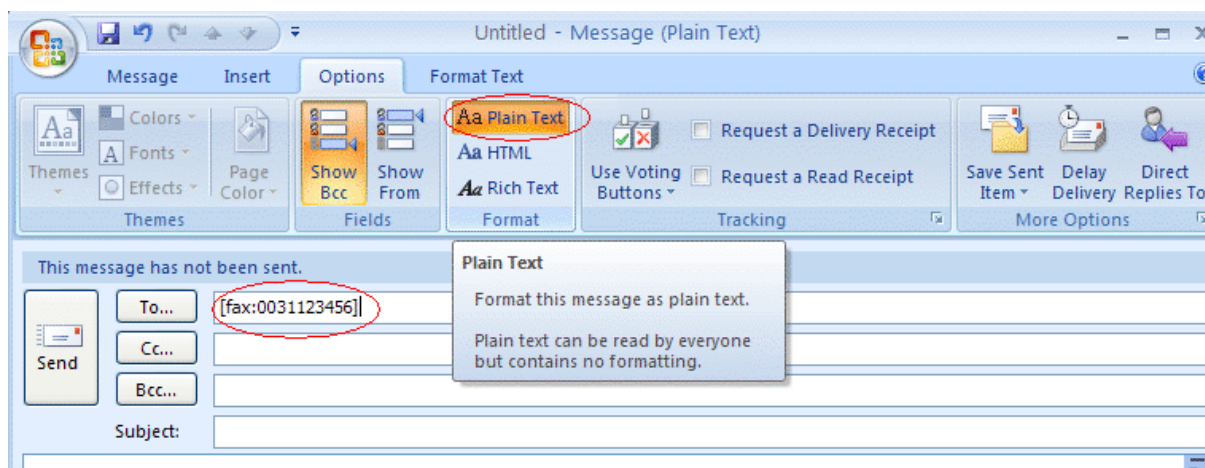 Untitled - Message (Plain Text)
Message Insert Options Format Text
Aa Themes
Colors
A Fonts
Effects
Page Color
Themes
Show Bcc
Show From
Fields
Aa Plain Text
Aa HTML
Aa Rich Text
Format
Use Voting Buttons
Request a Delivery Receipt
Request a Read Receipt
Tracking
Save Sent Item
Delay Delivery
Direct Replies To
More Options
This message has not been sent.
Send
To... [fax:0031123456]
Cc...
Bcc...
Subject:
Plain Text
Format this message as plain text.
Plain text can be read by everyone
but contains no formatting.